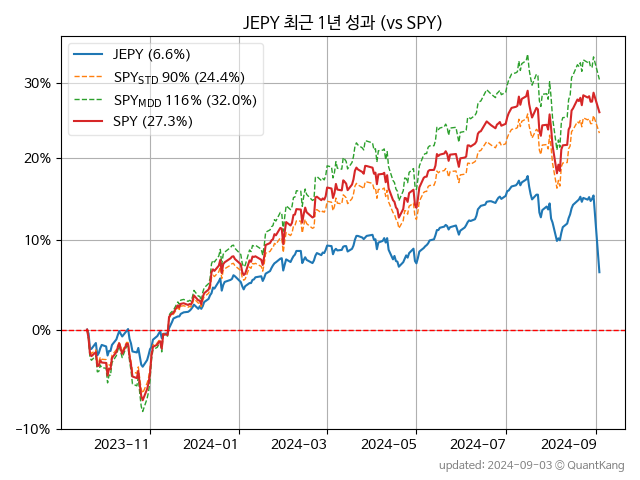 JEPY 최근 1년 성과 (vs SPY)
JEPY (6.6%)
SPY_STD 90% (24.4%)
SPY_MDD 116% (32.0%)
SPY (27.3%)
30%
20%
10%
0%
−10%
2023-11
2024-01
2024-03
2024-05
2024-07
2024-09
updated: 2024-09-03 © QuantKang